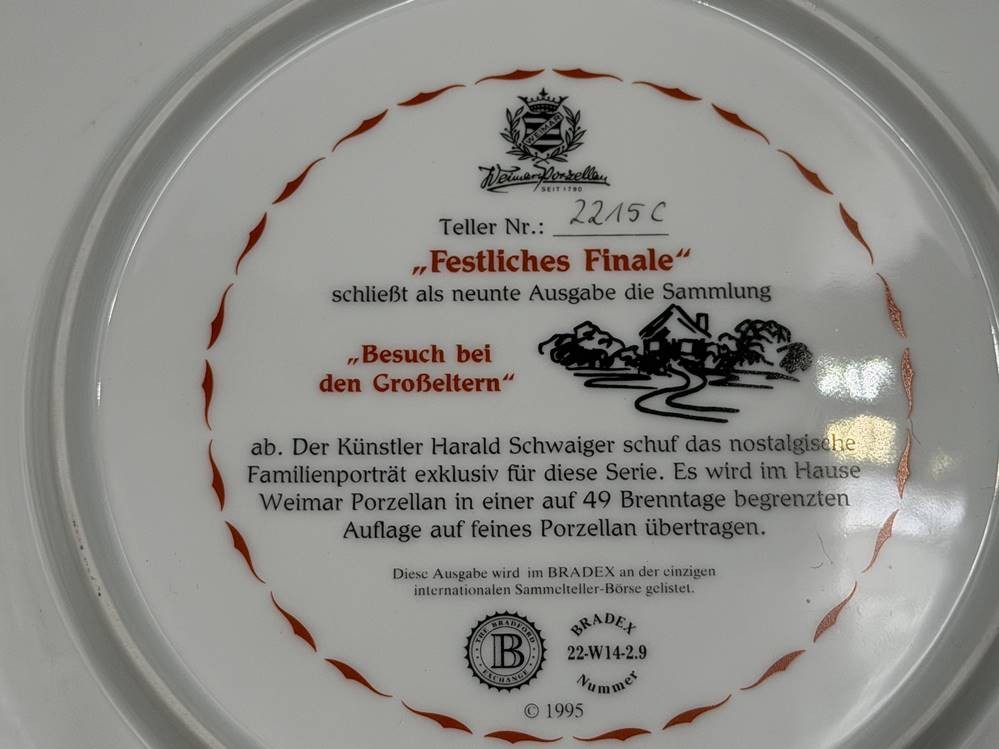 WEIMAR
Weimar Porzellan
SEIT 1790
Teller Nr.: 2215 C
„Festliches Finale“
schließt als neunte Ausgabe die Sammlung
„Besuch bei
den Großeltern“
ab. Der Künstler Harald Schwaiger schuf das nostalgische
Familienporträt exklusiv für diese Serie. Es wird im Hause
Weimar Porzellan in einer auf 49 Brenntage begrenzten
Auflage auf feines Porzellan übertragen.
Diese Ausgabe wird im BRADEX an der einzigen
internationalen Sammelteller-Börse gelistet.
THE BRADFORD
B
EXCHANGE
BRADEX
22-W14-2.9
Nummer
© 1995